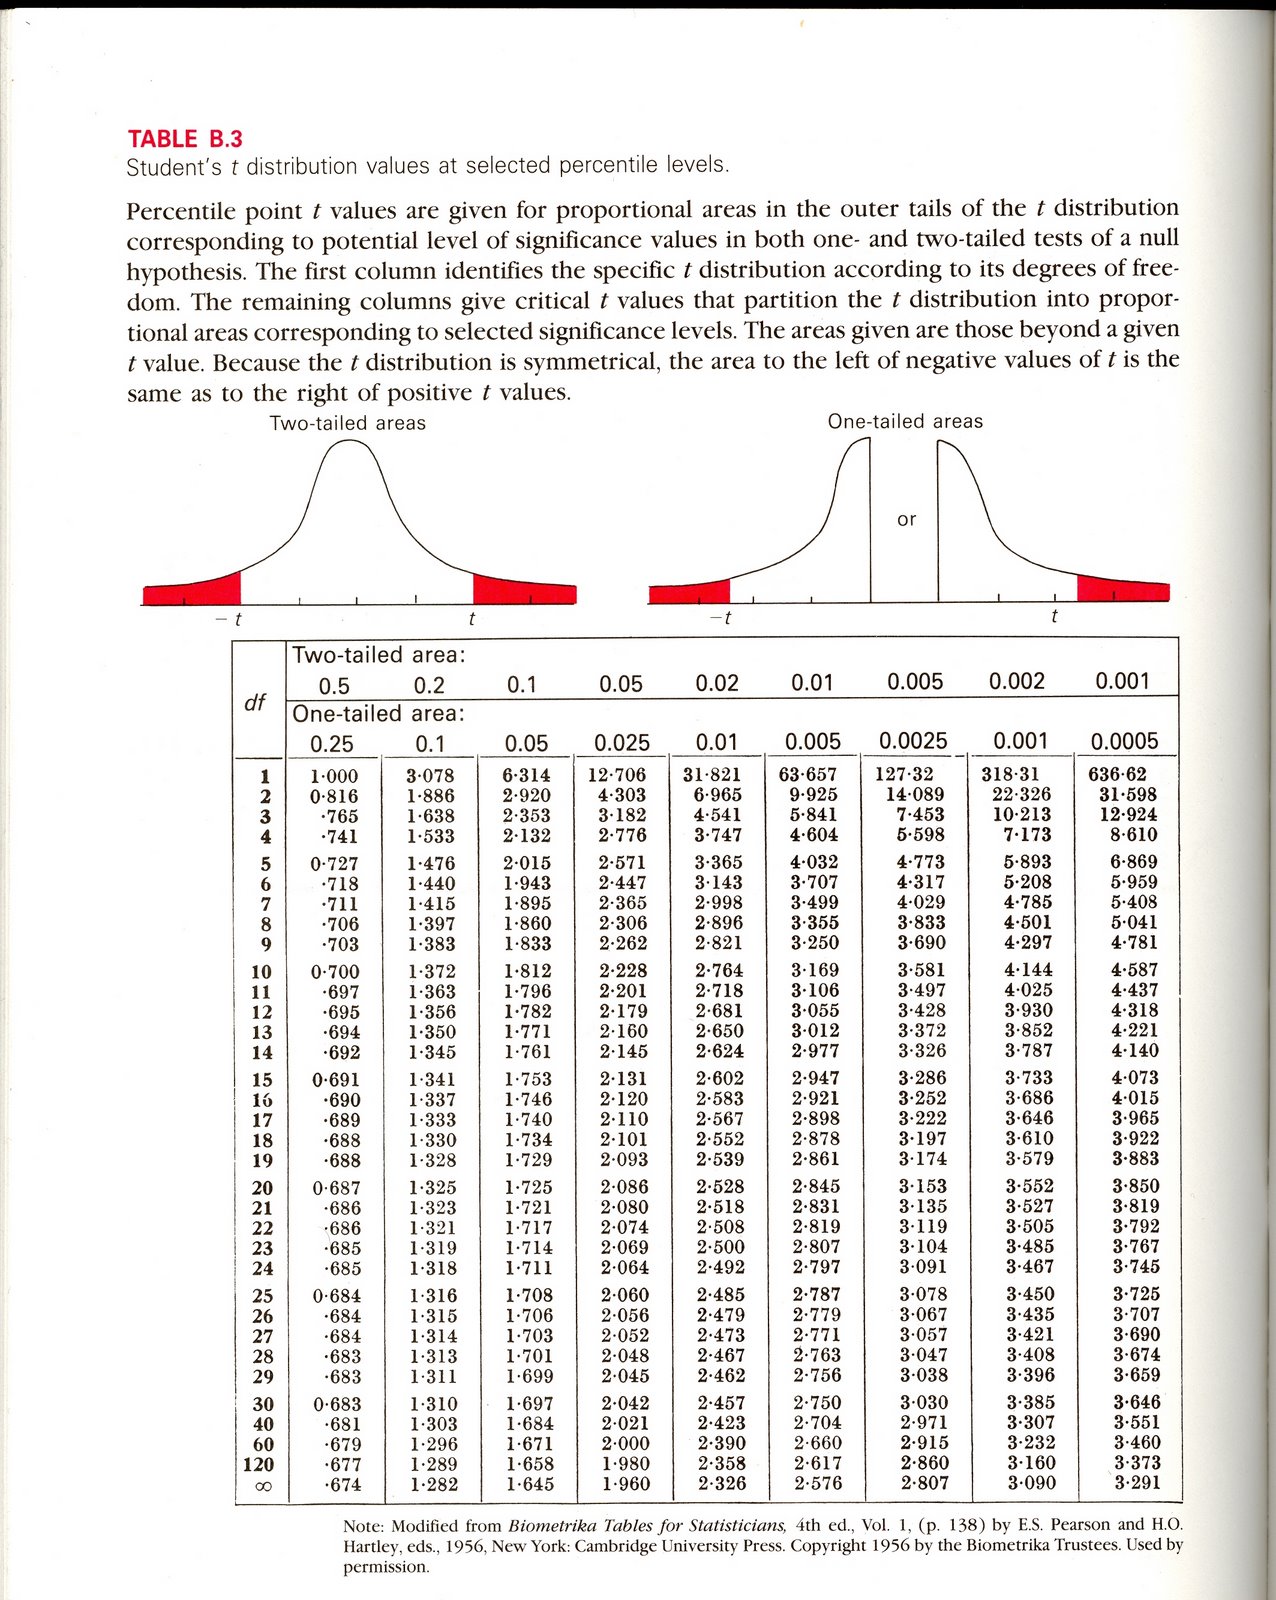 TABLE B.3
Student's t distribution values at selected percentile levels.
Percentile point t values are given for proportional areas in the outer tails of the t distribution
corresponding to potential level of significance values in both one- and two-tailed tests of a null
hypothesis. The first column identifies the specific t distribution according to its degrees of free-
dom. The remaining columns give critical t values that partition the t distribution into propor-
tional areas corresponding to selected significance levels. The areas given are those beyond a given
t value. Because the t distribution is symmetrical, the area to the left of negative values of t is the
same as to the right of positive t values.
Two-tailed areas
One-tailed areas
or
− t
t
−t
t
df
Two-tailed area:
0.5 0.2 0.1 0.05 0.02 0.01 0.005 0.002 0.001
One-tailed area:
0.25 0.1 0.05 0.025 0.01 0.005 0.0025 0.001 0.0005
1 1·000 3·078 6·314 12·706 31·821 63·657 127·32 318·31 636·62
2 0·816 1·886 2·920 4·303 6·965 9·925 14·089 22·326 31·598
3 ·765 1·638 2·353 3·182 4·541 5·841 7·453 10·213 12·924
4 ·741 1·533 2·132 2·776 3·747 4·604 5·598 7·173 8·610
5 0·727 1·476 2·015 2·571 3·365 4·032 4·773 5·893 6·869
6 ·718 1·440 1·943 2·447 3·143 3·707 4·317 5·208 5·959
7 ·711 1·415 1·895 2·365 2·998 3·499 4·029 4·785 5·408
8 ·706 1·397 1·860 2·306 2·896 3·355 3·833 4·501 5·041
9 ·703 1·383 1·833 2·262 2·821 3·250 3·690 4·297 4·781
10 0·700 1·372 1·812 2·228 2·764 3·169 3·581 4·144 4·587
11 ·697 1·363 1·796 2·201 2·718 3·106 3·497 4·025 4·437
12 ·695 1·356 1·782 2·179 2·681 3·055 3·428 3·930 4·318
13 ·694 1·350 1·771 2·160 2·650 3·012 3·372 3·852 4·221
14 ·692 1·345 1·761 2·145 2·624 2·977 3·326 3·787 4·140
15 0·691 1·341 1·753 2·131 2·602 2·947 3·286 3·733 4·073
16 ·690 1·337 1·746 2·120 2·583 2·921 3·252 3·686 4·015
17 ·689 1·333 1·740 2·110 2·567 2·898 3·222 3·646 3·965
18 ·688 1·330 1·734 2·101 2·552 2·878 3·197 3·610 3·922
19 ·688 1·328 1·729 2·093 2·539 2·861 3·174 3·579 3·883
20 0·687 1·325 1·725 2·086 2·528 2·845 3·153 3·552 3·850
21 ·686 1·323 1·721 2·080 2·518 2·831 3·135 3·527 3·819
22 ·686 1·321 1·717 2·074 2·508 2·819 3·119 3·505 3·792
23 ·685 1·319 1·714 2·069 2·500 2·807 3·104 3·485 3·767
24 ·685 1·318 1·711 2·064 2·492 2·797 3·091 3·467 3·745
25 0·684 1·316 1·708 2·060 2·485 2·787 3·078 3·450 3·725
26 ·684 1·315 1·706 2·056 2·479 2·779 3·067 3·435 3·707
27 ·684 1·314 1·703 2·052 2·473 2·771 3·057 3·421 3·690
28 ·683 1·313 1·701 2·048 2·467 2·763 3·047 3·408 3·674
29 ·683 1·311 1·699 2·045 2·462 2·756 3·038 3·396 3·659
30 0·683 1·310 1·697 2·042 2·457 2·750 3·030 3·385 3·646
40 ·681 1·303 1·684 2·021 2·423 2·704 2·971 3·307 3·551
60 ·679 1·296 1·671 2·000 2·390 2·660 2·915 3·232 3·460
120 ·677 1·289 1·658 1·980 2·358 2·617 2·860 3·160 3·373
∞ ·674 1·282 1·645 1·960 2·326 2·576 2·807 3·090 3·291
Note: Modified from Biometrika Tables for Statisticians, 4th ed., Vol. 1, (p. 138) by E.S. Pearson and H.O.
Hartley, eds., 1956, New York: Cambridge University Press. Copyright 1956 by the Biometrika Trustees. Used by
permission.